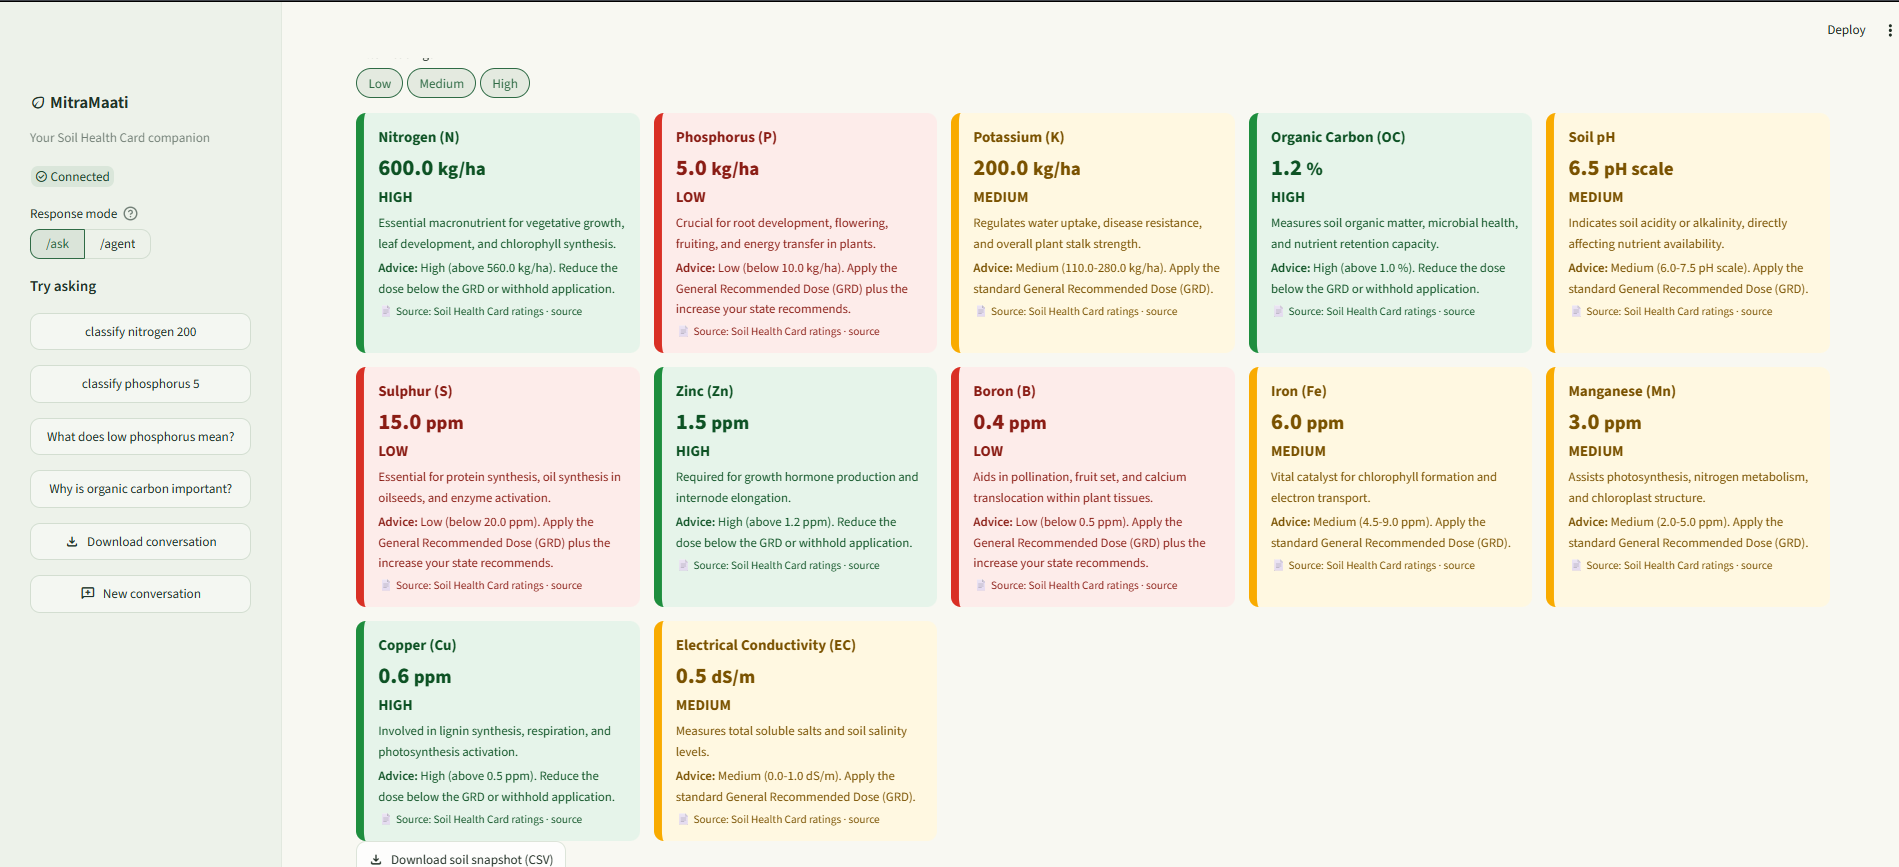 Deploy
MitraMaati
Your Soil Health Card companion
Connected
Response mode
/ask
/agent
Try asking
classify nitrogen 200
classify phosphorus 5
What does low phosphorus mean?
Why is organic carbon important?
Download conversation
New conversation
Low
Medium
High
Nitrogen (N)
600.0 kg/ha
HIGH
Essential macronutrient for vegetative growth,
leaf development, and chlorophyll synthesis.
Advice: High (above 560.0 kg/ha). Reduce the
dose below the GRD or withhold application.
Source: Soil Health Card ratings · source
Phosphorus (P)
5.0 kg/ha
LOW
Crucial for root development, flowering,
fruiting, and energy transfer in plants.
Advice: Low (below 10.0 kg/ha). Apply the
General Recommended Dose (GRD) plus the
increase your state recommends.
Source: Soil Health Card ratings · source
Potassium (K)
200.0 kg/ha
MEDIUM
Regulates water uptake, disease resistance,
and overall plant stalk strength.
Advice: Medium (110.0-280.0 kg/ha). Apply the
standard General Recommended Dose (GRD).
Source: Soil Health Card ratings · source
Organic Carbon (OC)
1.2 %
HIGH
Measures soil organic matter, microbial health,
and nutrient retention capacity.
Advice: High (above 1.0 %). Reduce the dose
below the GRD or withhold application.
Source: Soil Health Card ratings · source
Soil pH
6.5 pH scale
MEDIUM
Indicates soil acidity or alkalinity, directly
affecting nutrient availability.
Advice: Medium (6.0-7.5 pH scale). Apply the
standard General Recommended Dose (GRD).
Source: Soil Health Card ratings · source
Sulphur (S)
15.0 ppm
LOW
Essential for protein synthesis, oil synthesis in
oilseeds, and enzyme activation.
Advice: Low (below 20.0 ppm). Apply the
General Recommended Dose (GRD) plus the
increase your state recommends.
Source: Soil Health Card ratings · source
Zinc (Zn)
1.5 ppm
HIGH
Required for growth hormone production and
internode elongation.
Advice: High (above 1.2 ppm). Reduce the
dose below the GRD or withhold application.
Source: Soil Health Card ratings · source
Boron (B)
0.4 ppm
LOW
Aids in pollination, fruit set, and calcium
translocation within plant tissues.
Advice: Low (below 0.5 ppm). Apply the
General Recommended Dose (GRD) plus the
increase your state recommends.
Source: Soil Health Card ratings · source
Iron (Fe)
6.0 ppm
MEDIUM
Vital catalyst for chlorophyll formation and
electron transport.
Advice: Medium (4.5-9.0 ppm). Apply the
standard General Recommended Dose (GRD).
Source: Soil Health Card ratings · source
Manganese (Mn)
3.0 ppm
MEDIUM
Assists photosynthesis, nitrogen metabolism,
and chloroplast structure.
Advice: Medium (2.0-5.0 ppm). Apply the
standard General Recommended Dose (GRD).
Source: Soil Health Card ratings · source
Copper (Cu)
0.6 ppm
HIGH
Involved in lignin synthesis, respiration, and
photosynthesis activation.
Advice: High (above 0.5 ppm). Reduce the
dose below the GRD or withhold application.
Source: Soil Health Card ratings · source
Electrical Conductivity (EC)
0.5 dS/m
MEDIUM
Measures total soluble salts and soil salinity
levels.
Advice: Medium (0.0-1.0 dS/m). Apply the
standard General Recommended Dose (GRD).
Source: Soil Health Card ratings · source
Download soil snapshot (CSV)